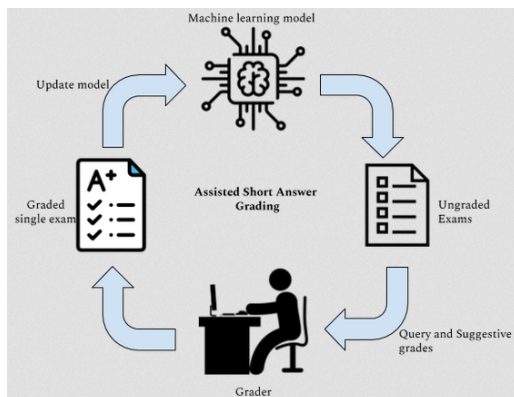 Machine learning model
Update model
A+
Graded
single exam
Assisted Short Answer
Grading
Ungraded
Exams
Query and Suggestive
grades
Grader